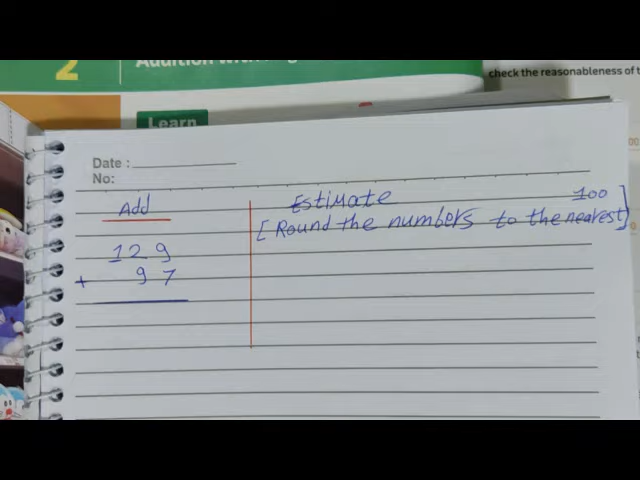 2
check the reasonableness of t
Learn
Date :
No:
Add
Estimate
100
[Round the numbers to the nearest]
129
+ 97